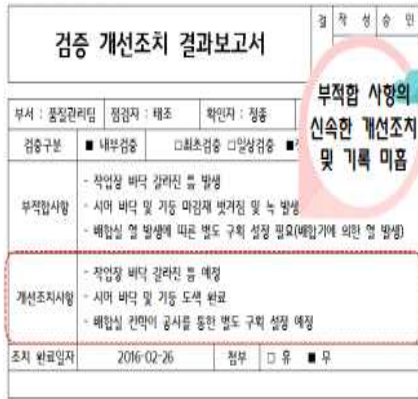 검증 개선조치 결과보고서
결
작 성
승 인
부적합 사항의
신속한 개선조치
및 기록 미흡
부서 : 품질관리팀
점검자 : 태조
확인자 : 정종
검증구분
■ 내부검증
□최초검증 □일상검증
부적합사항
- 작업장 바닥 갈라진 틈 발생
- 시머 바닥 및 기둥 마감재 벗겨짐 및 녹 발생
- 배합실 열 발생에 따른 별도 구획 설정 필요(배합기에 의한 열 발생)
개선조치사항
- 작업장 바닥 갈라진 틈 예정
- 시머 바닥 및 기둥 도색 완료
- 배합실 칸막이 공사를 통한 별도 구획 설정 예정
조치 완료일자
2016-02-26
첨부
□ 유 ■ 무